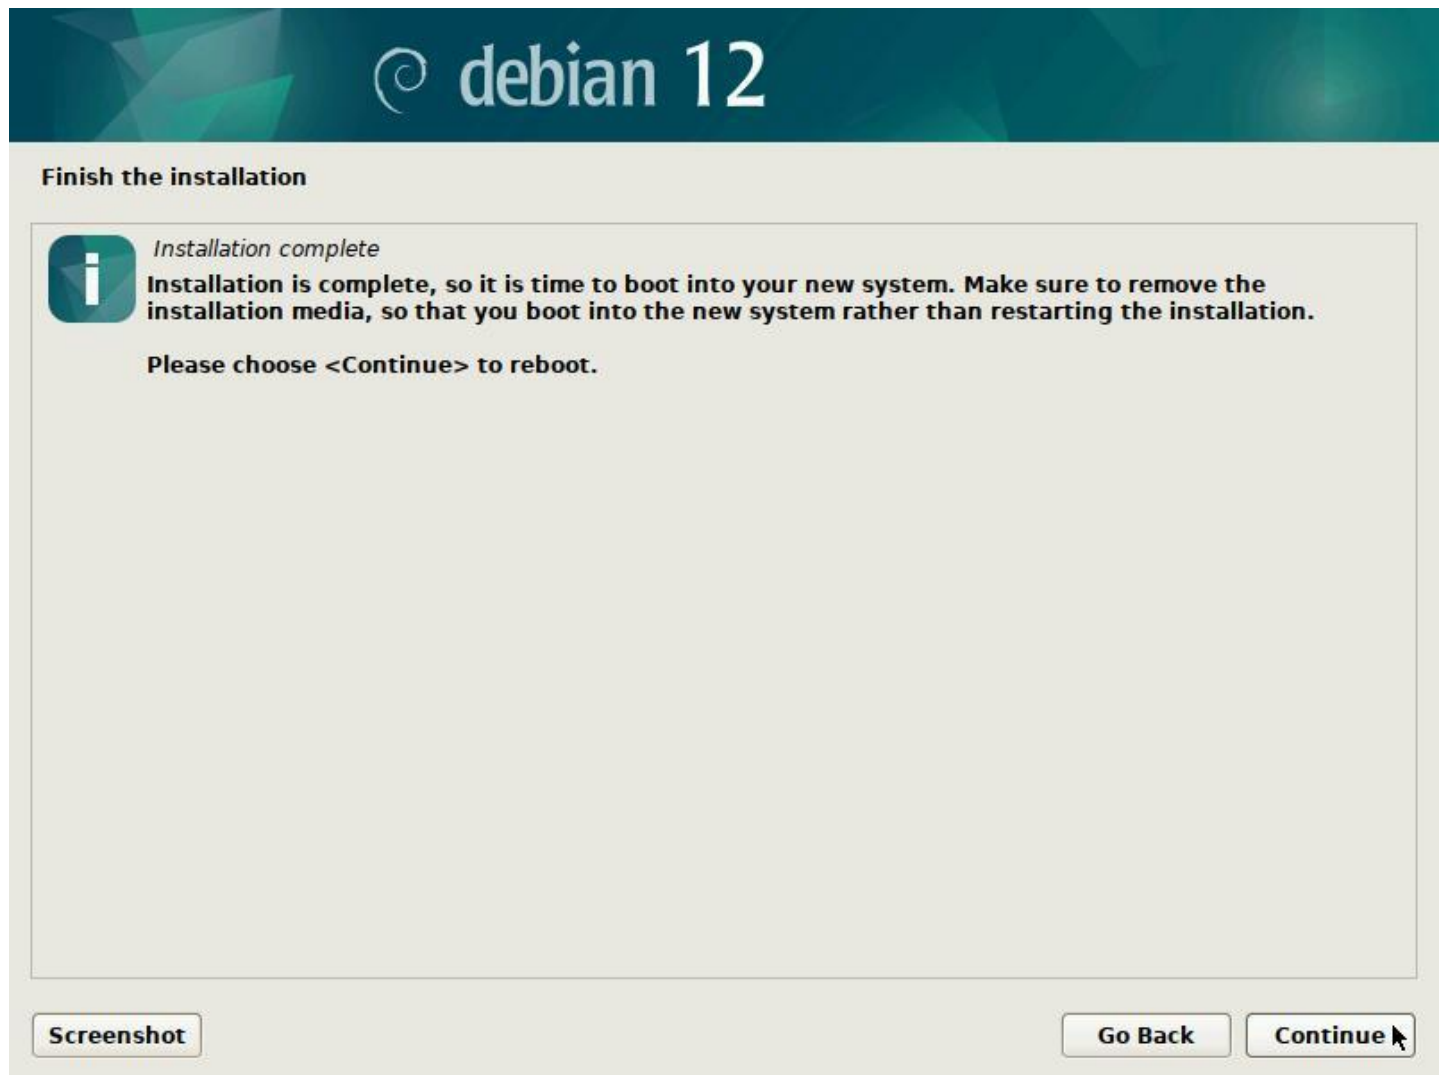 debian 12
Finish the installation
Installation complete
Installation is complete, so it is time to boot into your new system. Make sure to remove the
installation media, so that you boot into the new system rather than restarting the installation.
Please choose <Continue> to reboot.
Screenshot
Go Back
Continue